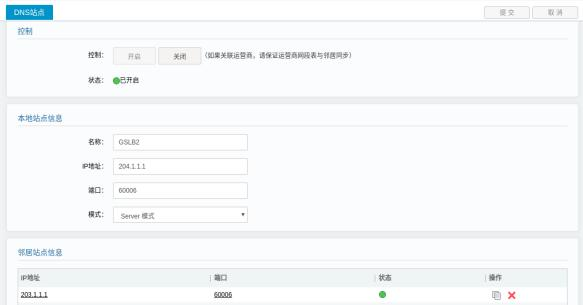 DNS站点
提 交
取 消
控制
控制：
开启
关闭
（如果关联运营商，请保证运营商网段表与邻居同步）
状态：
已开启
本地站点信息
名称：
GSLB2
IP地址：
204.1.1.1
端口：
60006
模式：
Server 模式
邻居站点信息
IP地址
端口
状态
操作
203.1.1.1
60006